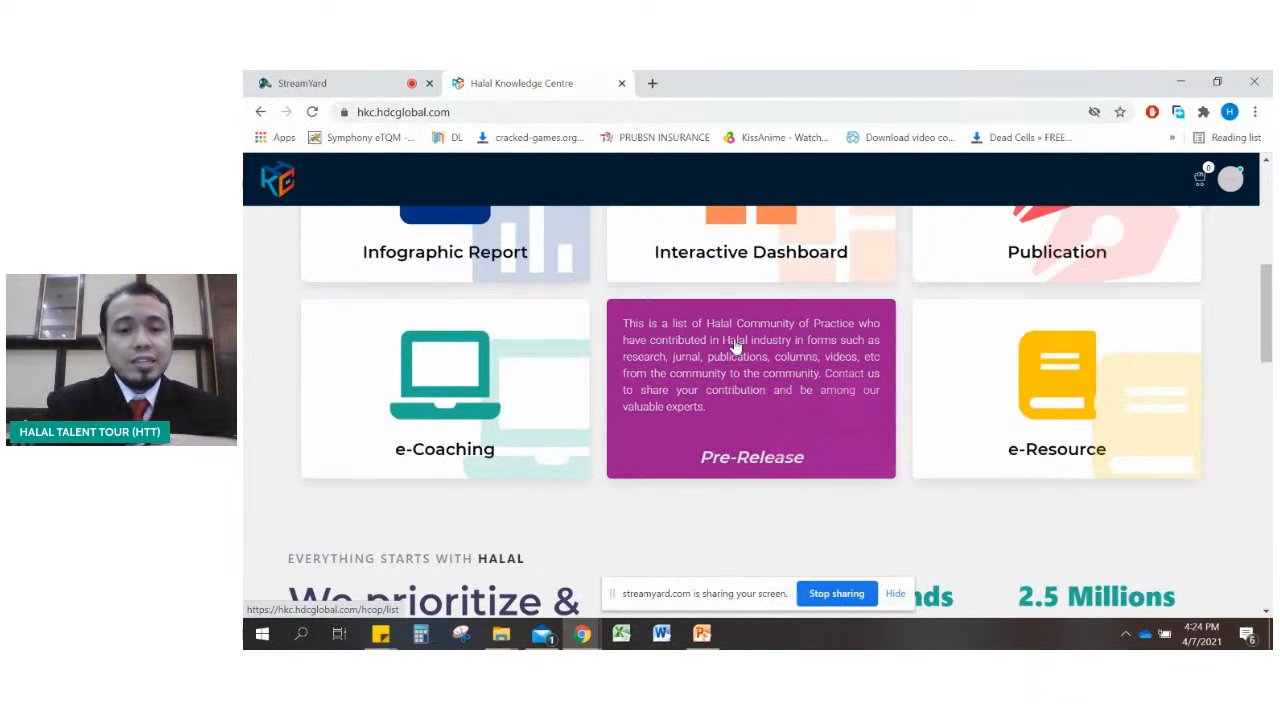 StreamYard
Halal Knowledge Centre
hkc.hdcglobal.com
H
Apps
Symphony eTQM -...
DL
cracked-games.org...
PRUBSN INSURANCE
KissAnime - Watch...
Download video co...
Dead Cells » FREE...
»
Reading list
0
Infographic Report
Interactive Dashboard
Publication
This is a list of Halal Community of Practice who
have contributed in Halal industry in forms such as
research, jurnal, publications, columns, videos, etc
from the community to the community. Contact us
to share your contribution and be among our
valuable experts.
Pre-Release
e-Coaching
e-Resource
HALAL TALENT TOUR (HTT)
EVERYTHING STARTS WITH HALAL
We prioritize &
nds
2.5 Millions
streamyard.com is sharing your screen.
Stop sharing
Hide
https://hkc.hdcglobal.com/hcop/list
1
4:24 PM
4/7/2021
6